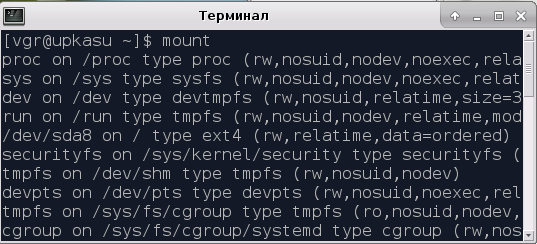 Терминал
[vgr@upkasu ~]$ mount
proc on /proc type proc (rw,nosuid,nodev,noexec,rela
sys on /sys type sysfs (rw,nosuid,nodev,noexec,relat
dev on /dev type devtmpfs (rw,nosuid,relatime,size=3
run on /run type tmpfs (rw,nosuid,nodev,relatime,mod
/dev/sda8 on / type ext4 (rw,relatime,data=ordered)
securityfs on /sys/kernel/security type securityfs (
tmpfs on /dev/shm type tmpfs (rw,nosuid,nodev)
devpts on /dev/pts type devpts (rw,nosuid,noexec,rel
tmpfs on /sys/fs/cgroup type tmpfs (ro,nosuid,nodev,
cgroup on /sys/fs/cgroup/systemd type cgroup (rw,nos